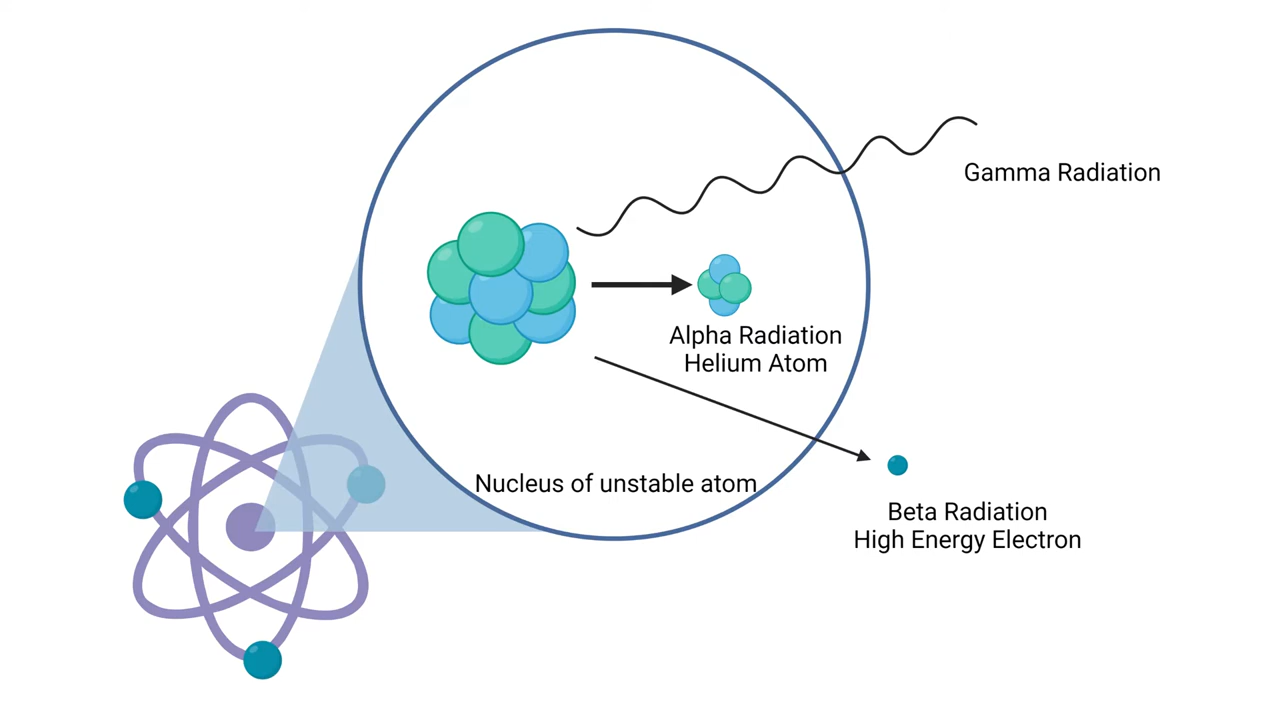 Gamma Radiation
Alpha Radiation
Helium Atom
Nucleus of unstable atom
Beta Radiation
High Energy Electron